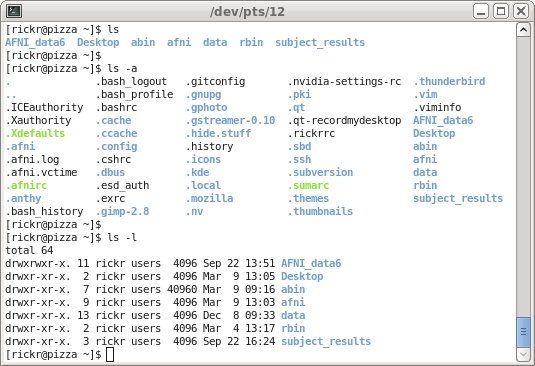 /dev/pts/12
[rickr@pizza ~]$ ls
AFNI_data6  Desktop  abin  afni  data  rbin  subject_results
[rickr@pizza ~]$
[rickr@pizza ~]$ ls -a
.              .bash_logout   .gitconfig       .nvidia-settings-rc  .thunderbird
..             .bash_profile  .gnupg           .pki                 .vim
.ICEauthority  .bashrc        .gphoto          .qt                  .viminfo
.Xauthority    .cache         .gstreamer-0.10  .qt-recordmydesktop  AFNI_data6
.Xdefaults     .ccache        .hide.stuff      .rickrrc             Desktop
.afni          .config        .history         .sbd                 abin
.afni.log      .cshrc         .icons           .ssh                 afni
.afni.vctime   .dbus          .kde             .subversion          data
.afnirc        .esd_auth      .local           .sumarc              rbin
.anthy         .exrc          .mozilla         .themes              subject_results
.bash_history  .gimp-2.8      .nv              .thumbnails
[rickr@pizza ~]$
[rickr@pizza ~]$ ls -l
total 64
drwxrwxr-x. 11 rickr users  4096 Sep 22 13:51 AFNI_data6
drwxr-xr-x.  2 rickr users  4096 Mar  9 13:05 Desktop
drwxr-xr-x.  7 rickr users 40960 Mar  9 09:16 abin
drwxr-xr-x.  9 rickr users  4096 Mar  9 13:03 afni
drwxr-xr-x. 13 rickr users  4096 Dec  8 09:33 data
drwxr-xr-x.  2 rickr users  4096 Mar  4 13:17 rbin
drwxr-xr-x.  3 rickr users  4096 Sep 22 16:24 subject_results
[rickr@pizza ~]$